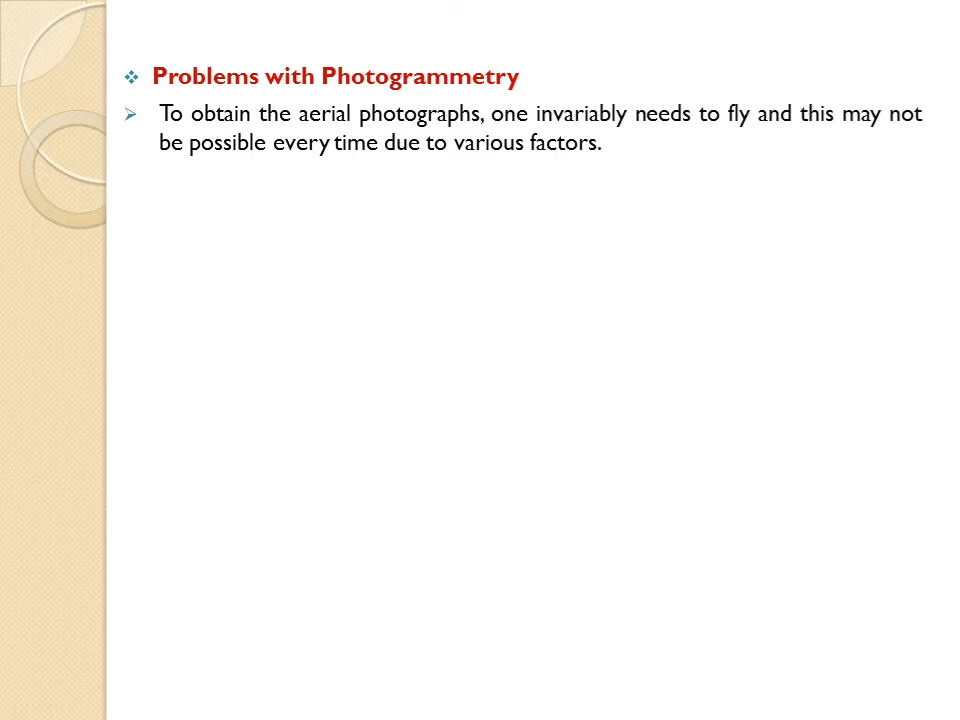 Problems with Photogrammetry
To obtain the aerial photographs, one invariably needs to fly and this may not
be possible every time due to various factors.